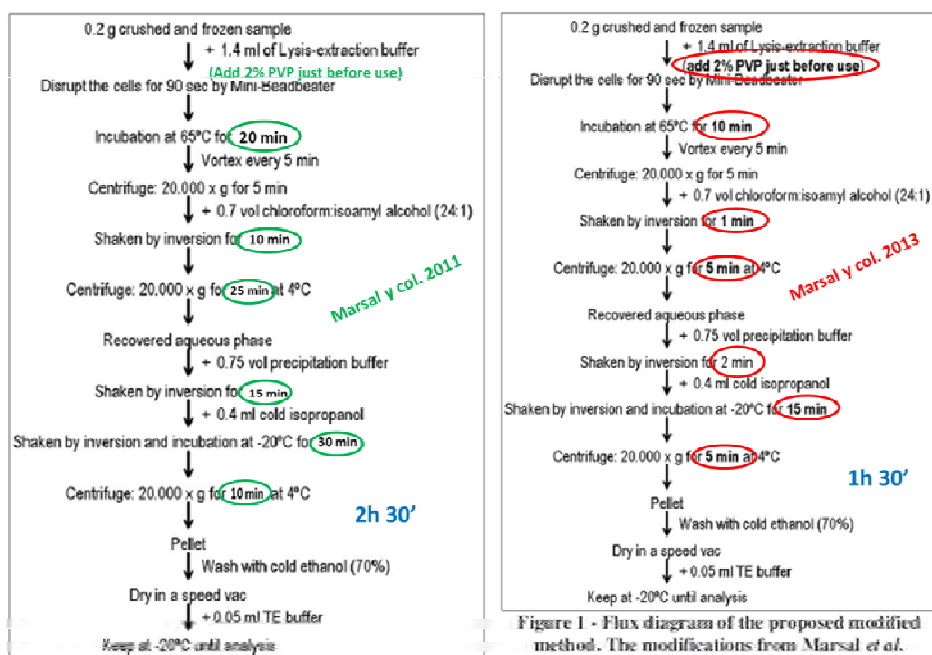 0.2 g crushed and frozen sample
+ 1.4 ml of Lysis-extraction buffer
(Add 2% PVP just before use)
Disrupt the cells for 90 sec by Mini-Beadbeater
Incubation at 65ºC for 20 min
Vortex every 5 min
Centrifuge: 20.000 x g for 5 min
+ 0.7 vol chloroform:isoamyl alcohol (24:1)
Shaken by inversion for 10 min
Centrifuge: 20.000 x g for 25 min at 4ºC
Marsal y col. 2011
Recovered aqueous phase
+ 0.75 vol precipitation buffer
Shaken by inversion for 15 min
+ 0.4 ml cold isopropanol
Shaken by inversion and incubation at -20ºC for 30 min
Centrifuge: 20.000 x g for 10min at 4ºC
2h 30’
Pellet
Wash with cold ethanol (70%)
Dry in a speed vac
+ 0.05 ml TE buffer
Keep at -20ºC until analysis
0.2 g crushed and frozen sample
+ 1.4 ml of Lysis-extraction buffer
(add 2% PVP just before use)
Disrupt the cells for 90 sec by Mini-Beadbeater
Incubation at 65ºC for 10 min
Vortex every 5 min
Centrifuge: 20.000 x g for 5 min
+ 0.7 vol chloroform:isoamyl alcohol (24:1)
Shaken by inversion for 1 min
Centrifuge: 20.000 x g for 5 min at 4ºC
Marsal y col. 2013
Recovered aqueous phase
+ 0.75 vol precipitation buffer
Shaken by inversion for 2 min
+ 0.4 ml cold isopropanol
Shaken by inversion and incubation at -20ºC for 15 min
Centrifuge: 20.000 x g for 5 min at 4ºC
1h 30’
Pellet
Wash with cold ethanol (70%)
Dry in a speed vac
+ 0.05 ml TE buffer
Keep at -20ºC until analysis
Figure 1 - Flux diagram of the proposed modified
method. The modifications from Marsal et al.